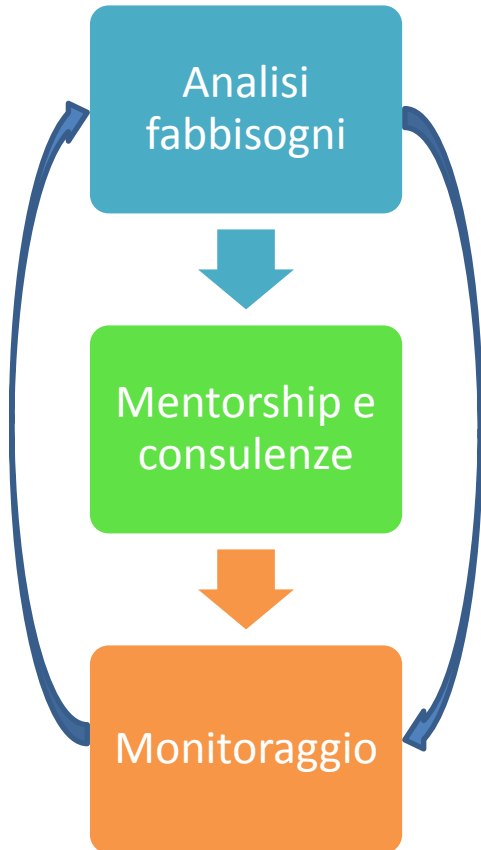 Analisi
fabbisogni
Mentorship e
consulenze
Monitoraggio